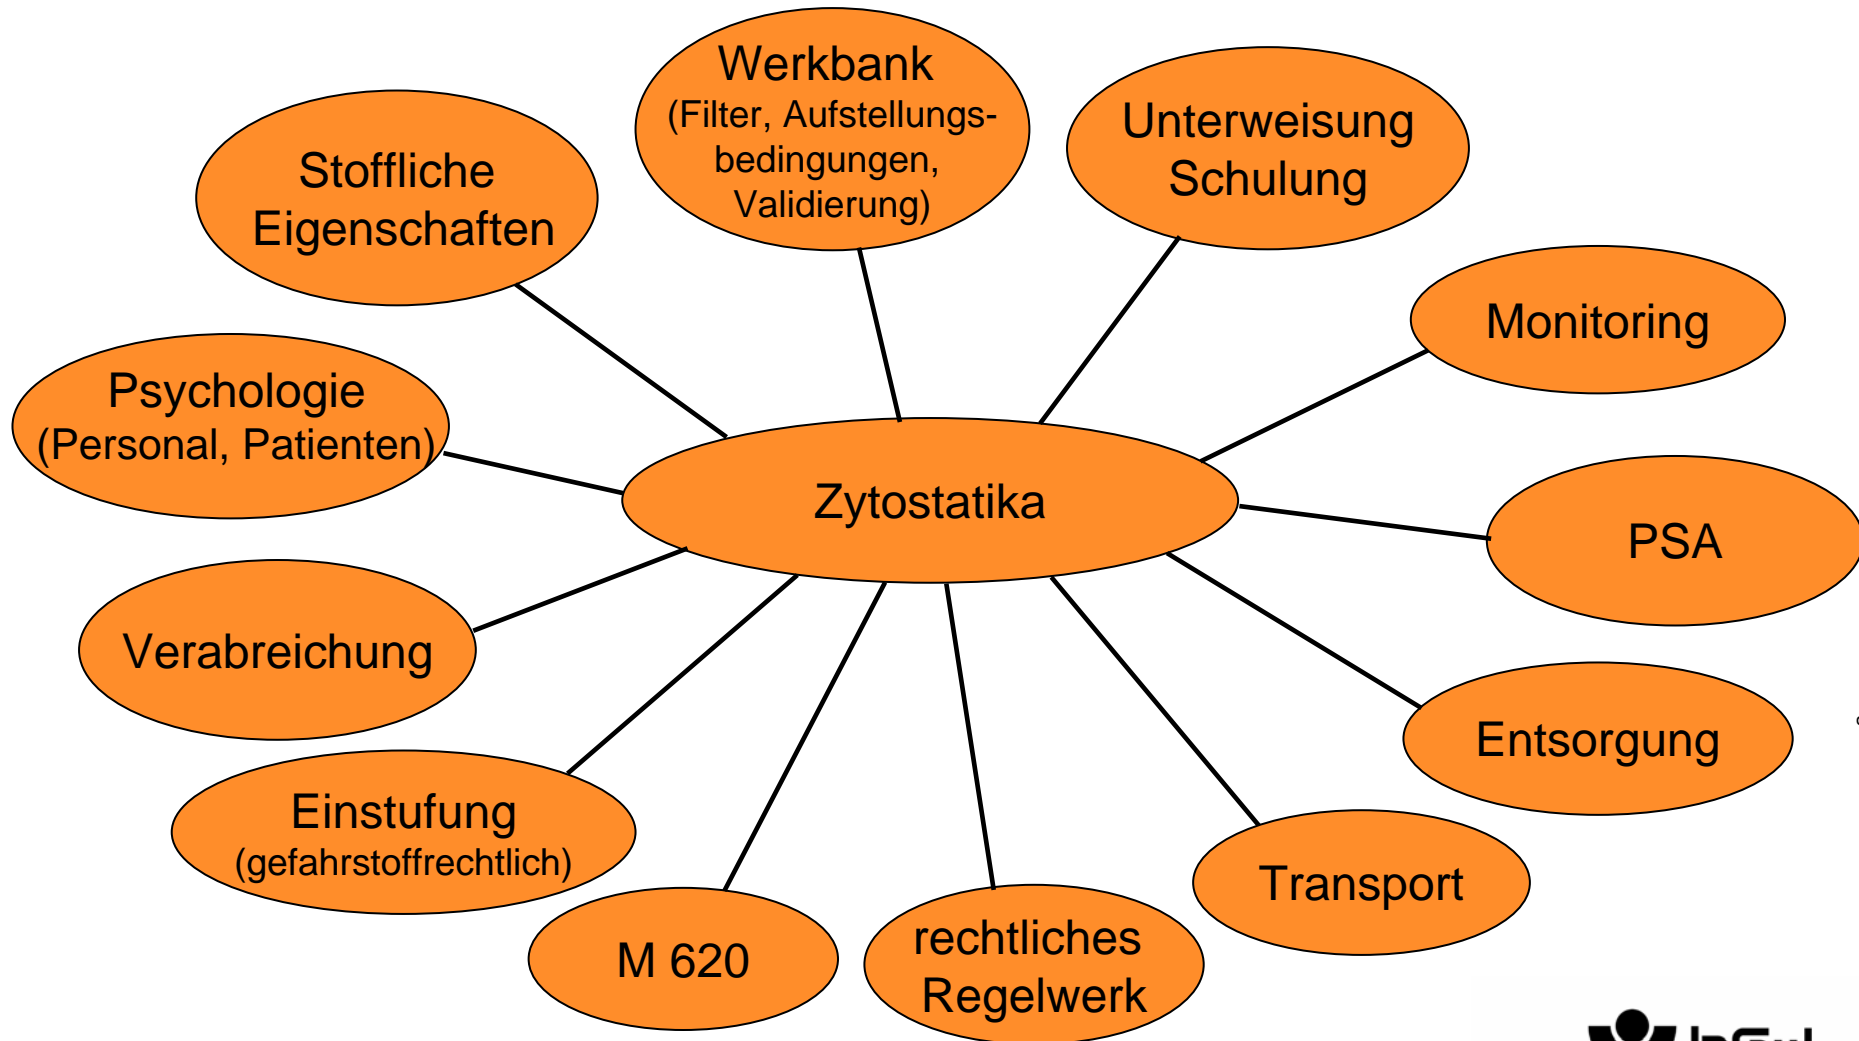 Werkbank
(Filter, Aufstellungs-
bedingungen,
Validierung)
Unterweisung
Schulung
Stoffliche
Eigenschaften
Monitoring
Psychologie
(Personal, Patienten)
Zytostatika
PSA
Verabreichung
Entsorgung
Einstufung
(gefahrstoffrechtlich)
Transport
M 620
rechtliches
Regelwerk